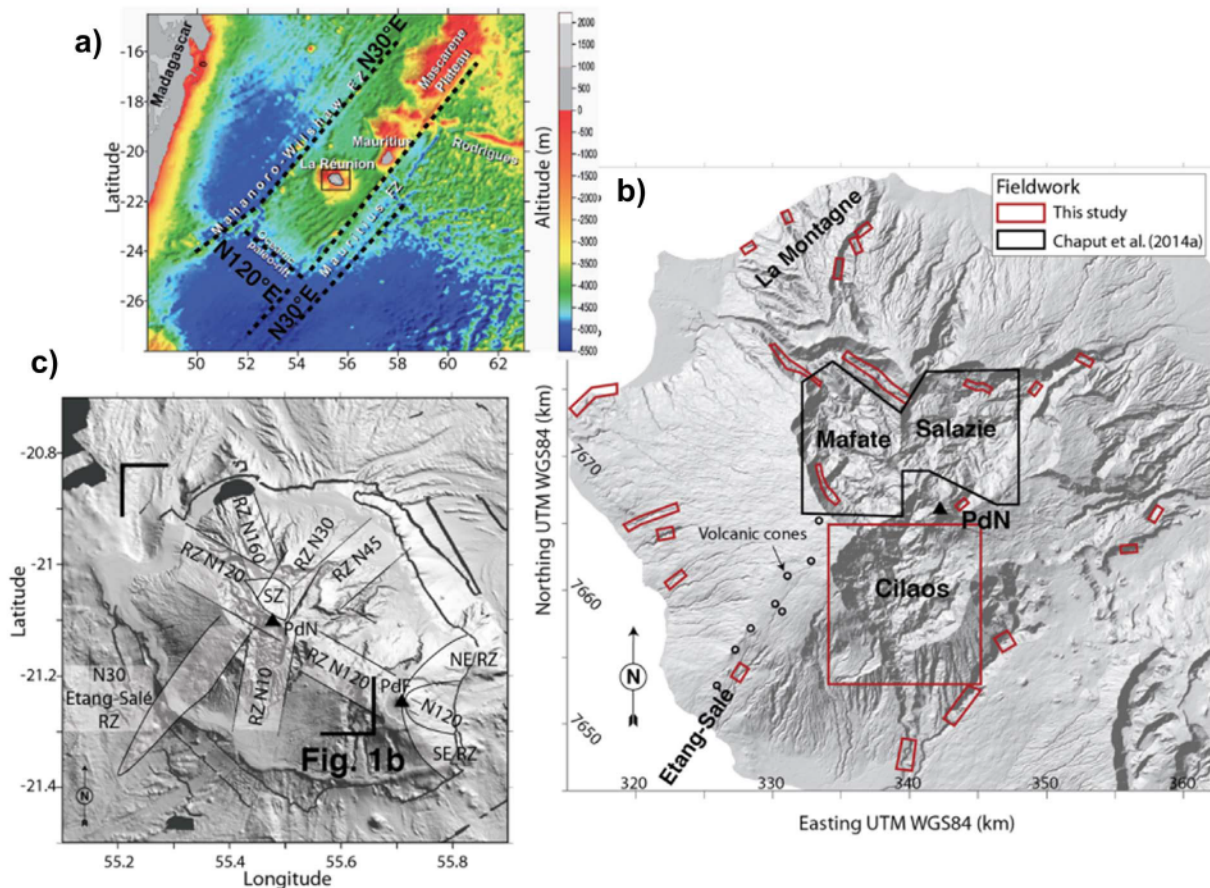 a)
Madagascar
Mahanoro-Wilshaw FZ
N30°E
Mascarene
Plateau
Mauritius
La Réunion
Rodrigues
Mauritius FZ
Oceanic
paleo-rift
N120°E
N30°E
Latitude
-16
-18
-20
-22
-24
-26
50
52
54
55
56
58
60
62
Altitude (m)
2000
1500
1000
500
0
-500
-1000
-1500
-2000
-2500
-3000
-3500
-4000
-4500
-5000
-5500
b)
Fieldwork
This study
Chaput et al. (2014a)
La Montagne
Mafate
Salazie
PdN
Volcanic cones
Cilaos
N
Etang-Salé
Northing UTM WGS84 (km)
7670
7660
7650
320
330
340
350
360
Easting UTM WGS84 (km)
c)
RZ N160
RZ N30
RZ N45
RZ N120
SZ
PdN
RZ N120
NE RZ
PdF
N120
SE RZ
N30
Etang-Salé
RZ
RZ N10
Fig. 1b
N
Latitude
-20.8
-21
-21.2
-21.4
55.2
55.4
55.6
55.8
Longitude